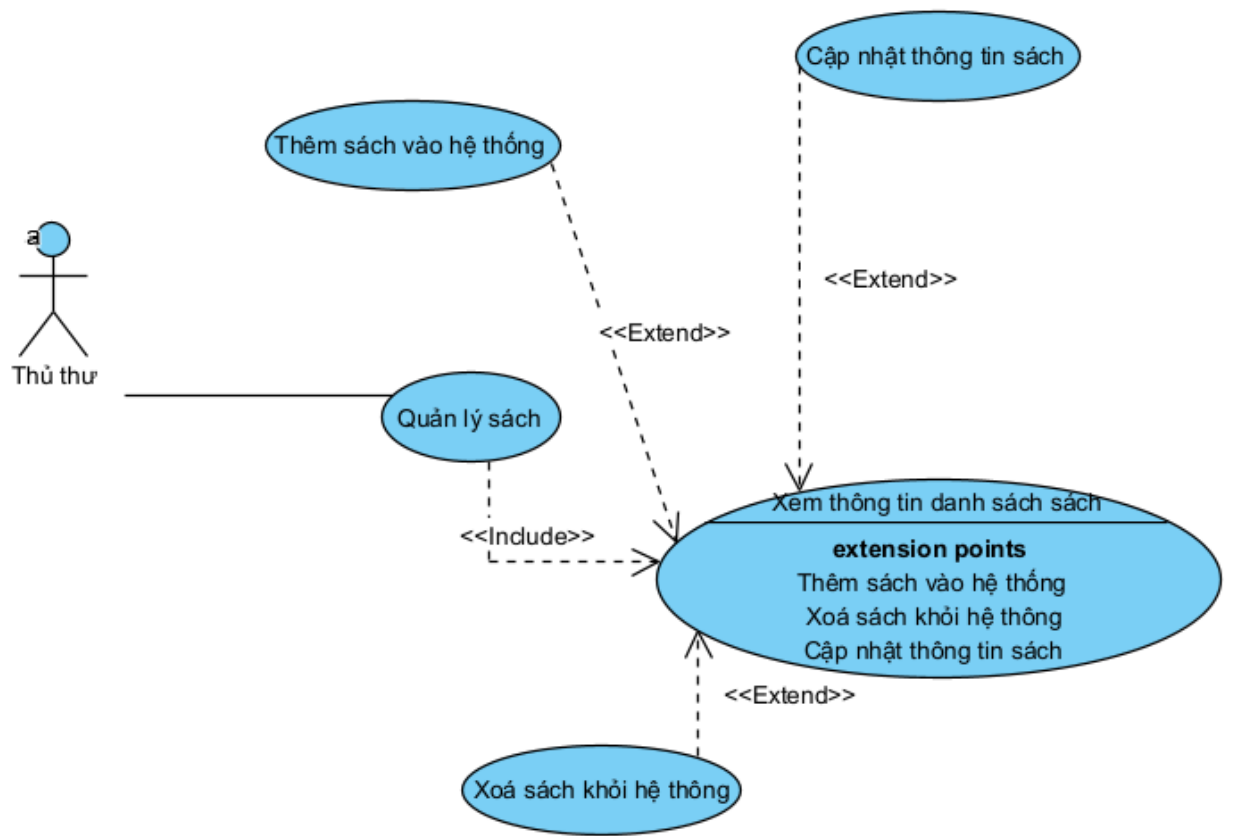 Cập nhật thông tin sách
Thêm sách vào hệ thống
a
<<Extend>>
<<Extend>>
Thủ thư
Quản lý sách
<<Include>>
Xem thông tin danh sách sách
extension points
Thêm sách vào hệ thống
Xoá sách khỏi hệ thông
Cập nhật thông tin sách
<<Extend>>
Xoá sách khỏi hệ thông